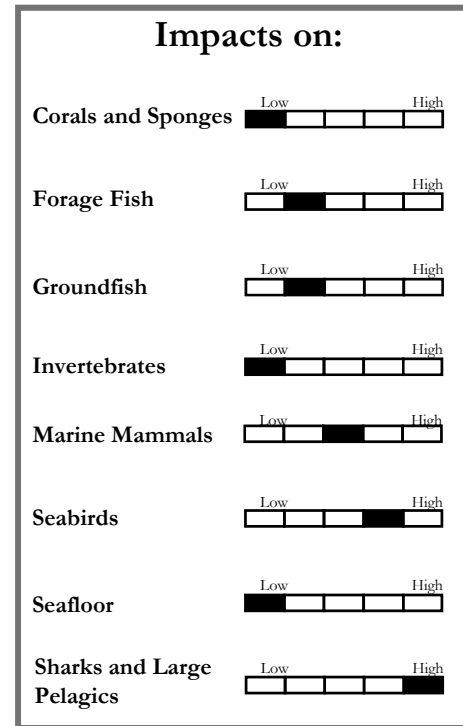 Impacts on:
Low High
Corals and Sponges
Low High
Forage Fish
Low High
Groundfish
Low High
Invertebrates
Low High
Marine Mammals
Low High
Seabirds
Low High
Seafloor
Low High
Sharks and Large
Pelagics